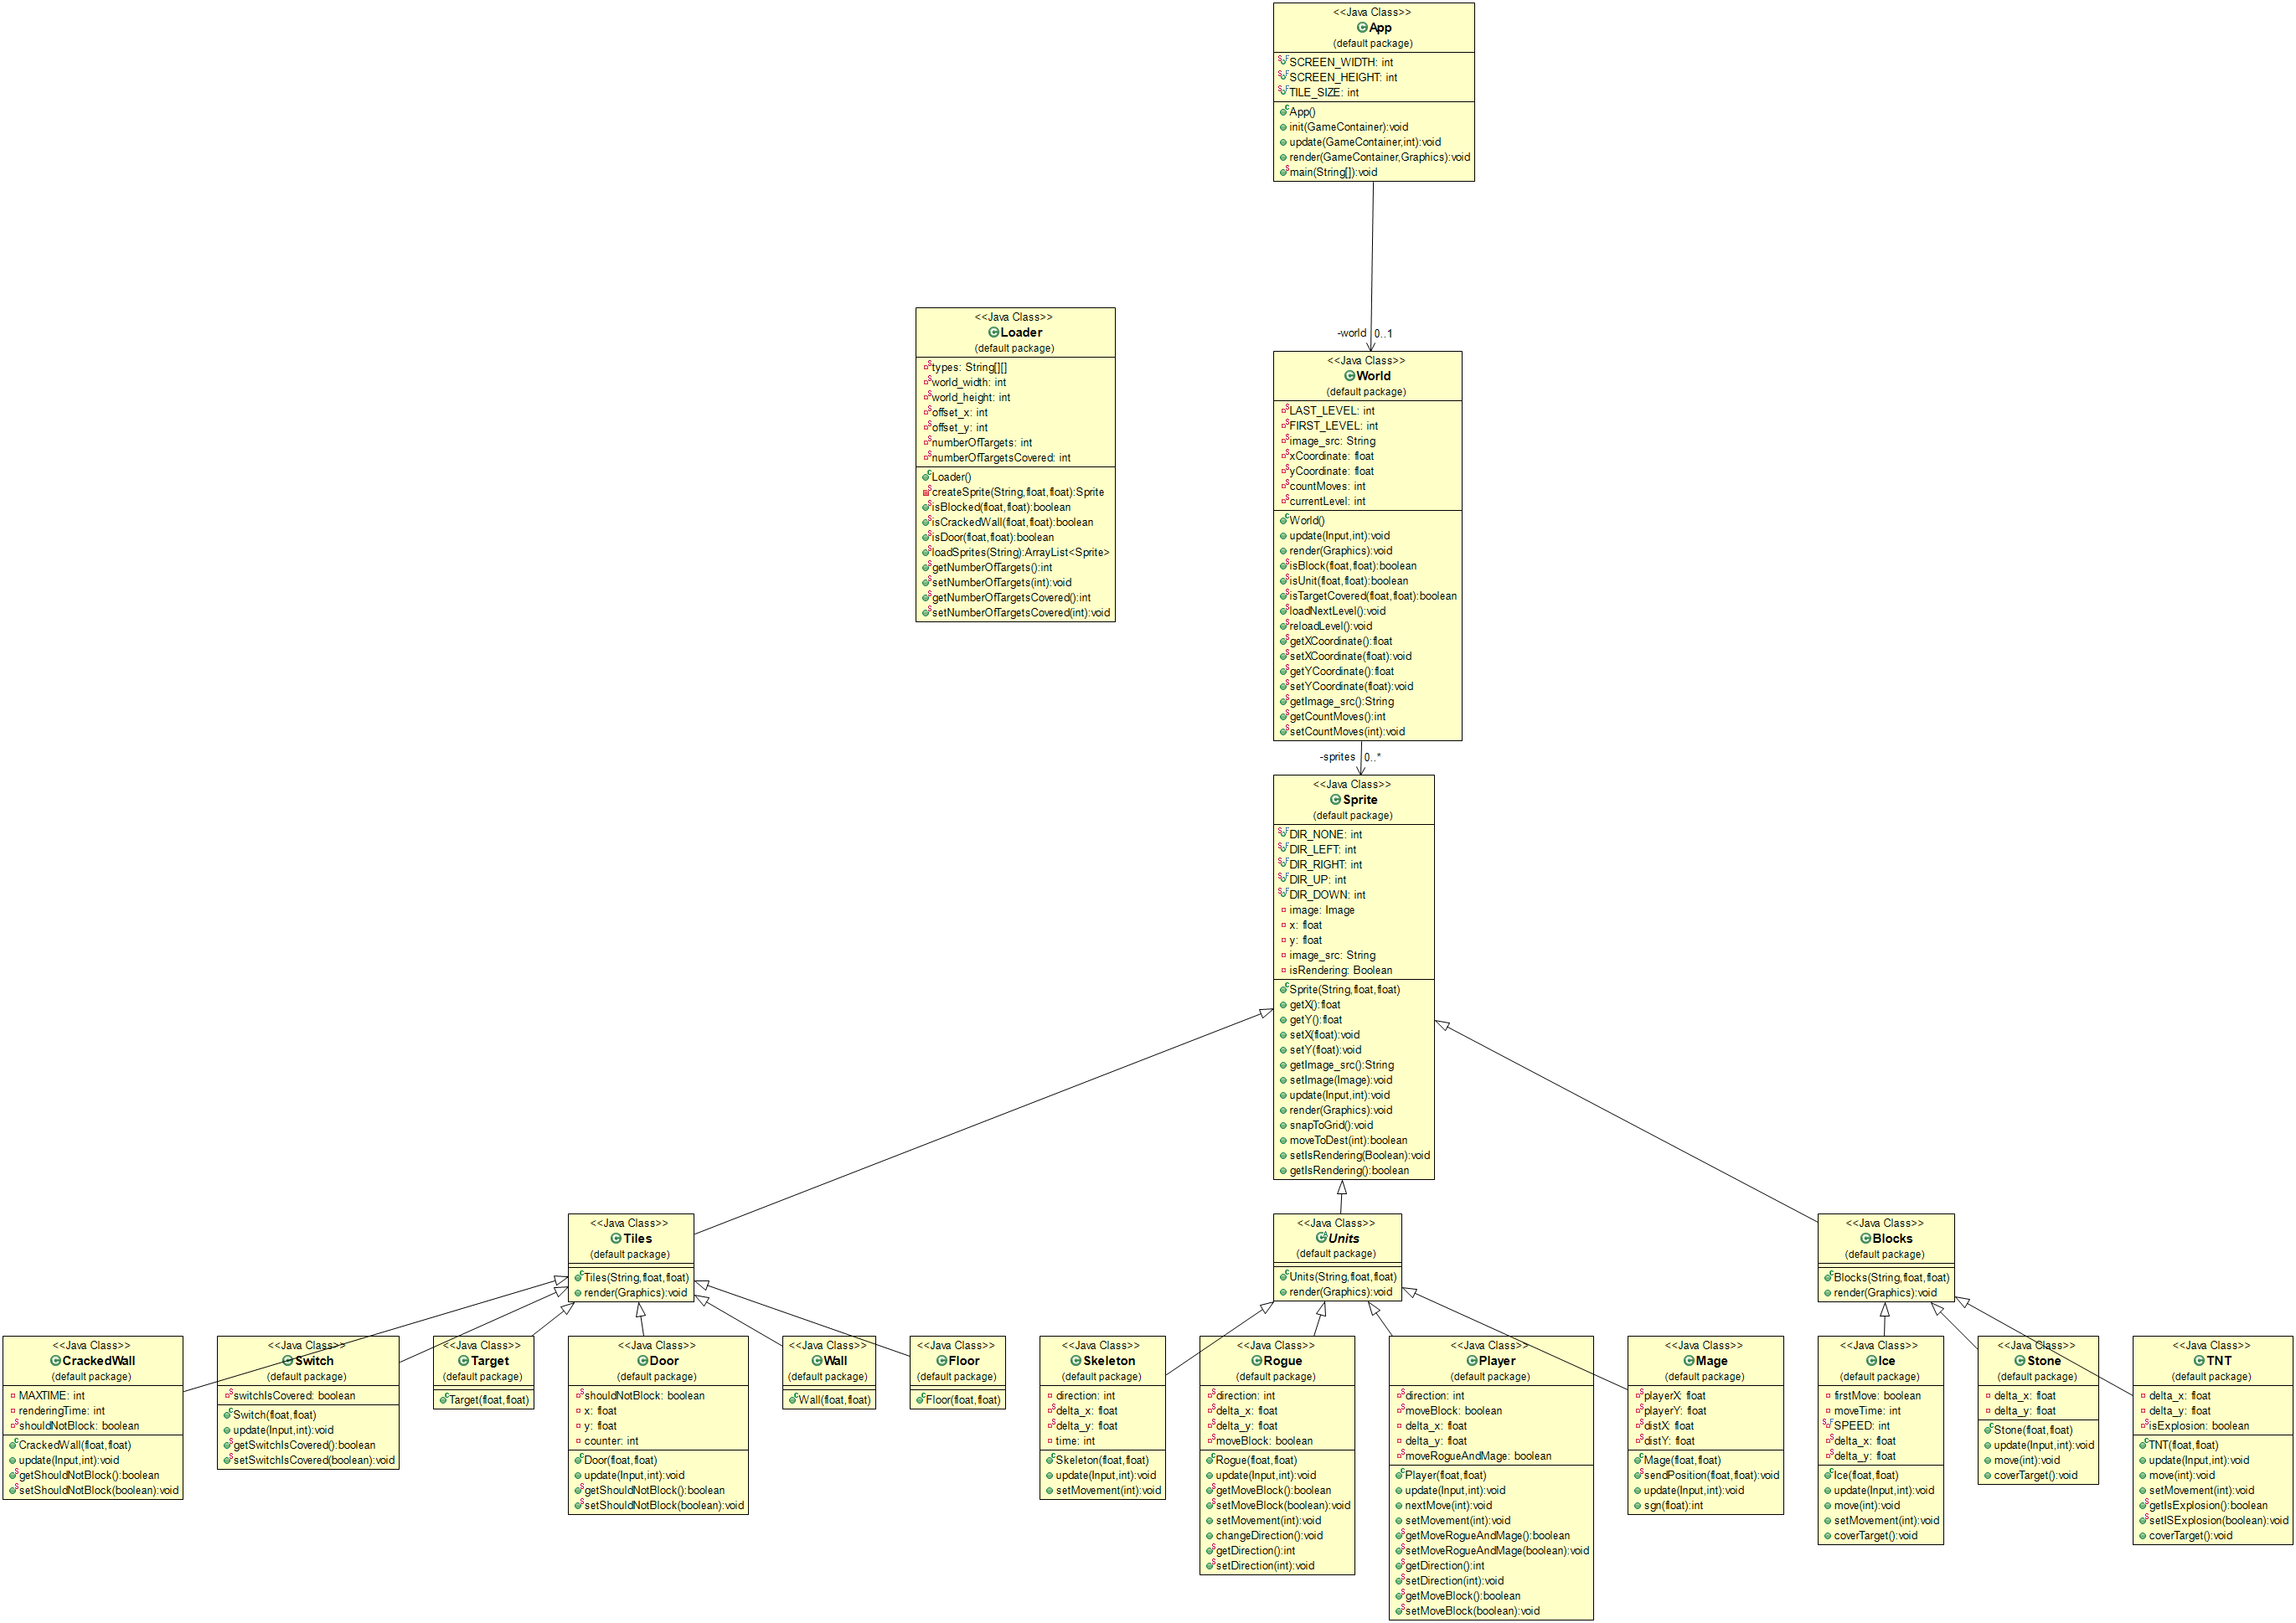 <<Java Class>>
App
(default package)
SCREEN_WIDTH: int
SCREEN_HEIGHT: int
TILE_SIZE: int
App()
init(GameContainer):void
update(GameContainer,int):void
render(GameContainer,Graphics):void
main(String[]):void
-world 0..1
<<Java Class>>
Loader
(default package)
types: String[][]
world_width: int
world_height: int
offset_x: int
offset_y: int
numberOfTargets: int
numberOfTargetsCovered: int
Loader()
createSprite(String,float,float):Sprite
isBlocked(float,float):boolean
isCrackedWall(float,float):boolean
isDoor(float,float):boolean
loadSprites(String):ArrayList<Sprite>
getNumberOfTargets():int
setNumberOfTargets(int):void
getNumberOfTargetsCovered():int
setNumberOfTargetsCovered(int):void
<<Java Class>>
World
(default package)
LAST_LEVEL: int
FIRST_LEVEL: int
image_src: String
xCoordinate: float
yCoordinate: float
countMoves: int
currentLevel: int
World()
update(Input,int):void
render(Graphics):void
isBlock(float,float):boolean
isUnit(float,float):boolean
isTargetCovered(float,float):boolean
loadNextLevel():void
reloadLevel():void
getXCoordinate():float
setXCoordinate(float):void
getYCoordinate():float
setYCoordinate(float):void
getImage_src():String
getCountMoves():int
setCountMoves(int):void
-sprites 0..*
<<Java Class>>
Sprite
(default package)
DIR_NONE: int
DIR_LEFT: int
DIR_RIGHT: int
DIR_UP: int
DIR_DOWN: int
image: Image
x: float
y: float
image_src: String
isRendering: Boolean
Sprite(String,float,float)
getX():float
getY():float
setX(float):void
setY(float):void
getImage_src():String
setImage(Image):void
update(Input,int):void
render(Graphics):void
snapToGrid():void
moveToDest(int):boolean
setIsRendering(Boolean):void
getIsRendering():boolean
<<Java Class>>
Tiles
(default package)
Tiles(String,float,float)
render(Graphics):void
<<Java Class>>
Units
(default package)
Units(String,float,float)
render(Graphics):void
<<Java Class>>
Blocks
(default package)
Blocks(String,float,float)
render(Graphics):void
<<Java Class>>
CrackedWall
(default package)
MAXTIME: int
renderingTime: int
shouldNotBlock: boolean
CrackedWall(float,float)
update(Input,int):void
getShouldNotBlock():boolean
setShouldNotBlock(boolean):void
<<Java Class>>
Switch
(default package)
switchIsCovered: boolean
Switch(float,float)
update(Input,int):void
getSwitchIsCovered():boolean
setSwitchIsCovered(boolean):void
<<Java Class>>
Target
(default package)
Target(float,float)
<<Java Class>>
Door
(default package)
shouldNotBlock: boolean
x: float
y: float
counter: int
Door(float,float)
update(Input,int):void
getShouldNotBlock():boolean
setShouldNotBlock(boolean):void
<<Java Class>>
Wall
(default package)
Wall(float,float)
<<Java Class>>
Floor
(default package)
Floor(float,float)
<<Java Class>>
Skeleton
(default package)
direction: int
delta_x: float
delta_y: float
time: int
Skeleton(float,float)
update(Input,int):void
setMovement(int):void
<<Java Class>>
Rogue
(default package)
direction: int
delta_x: float
delta_y: float
moveBlock: boolean
Rogue(float,float)
update(Input,int):void
getMoveBlock():boolean
setMoveBlock(boolean):void
setMovement(int):void
changeDirection():void
getDirection():int
setDirection(int):void
<<Java Class>>
Player
(default package)
direction: int
moveBlock: boolean
delta_x: float
delta_y: float
moveRogueAndMage: boolean
Player(float,float)
update(Input,int):void
nextMove(int):void
setMovement(int):void
getMoveRogueAndMage():boolean
setMoveRogueAndMage(boolean):void
getDirection():int
setDirection(int):void
getMoveBlock():boolean
setMoveBlock(boolean):void
<<Java Class>>
Mage
(default package)
playerX: float
playerY: float
distX: float
distY: float
Mage(float,float)
sendPosition(float,float):void
update(Input,int):void
sgn(float):int
<<Java Class>>
Ice
(default package)
firstMove: boolean
moveTime: int
SPEED: int
delta_x: float
delta_y: float
Ice(float,float)
update(Input,int):void
move(int):void
setMovement(int):void
coverTarget():void
<<Java Class>>
Stone
(default package)
delta_x: float
delta_y: float
Stone(float,float)
update(Input,int):void
move(int):void
coverTarget():void
<<Java Class>>
TNT
(default package)
delta_x: float
delta_y: float
isExplosion: boolean
TNT(float,float)
update(Input,int):void
move(int):void
setMovement(int):void
getIsExplosion():boolean
setISExplosion(boolean):void
coverTarget():void